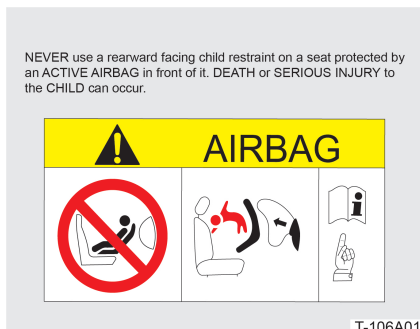 NEVER use a rearward facing child restraint on a seat protected by
an ACTIVE AIRBAG in front of it. DEATH or SERIOUS INJURY to
the CHILD can occur.
AIRBAG
T-106A01